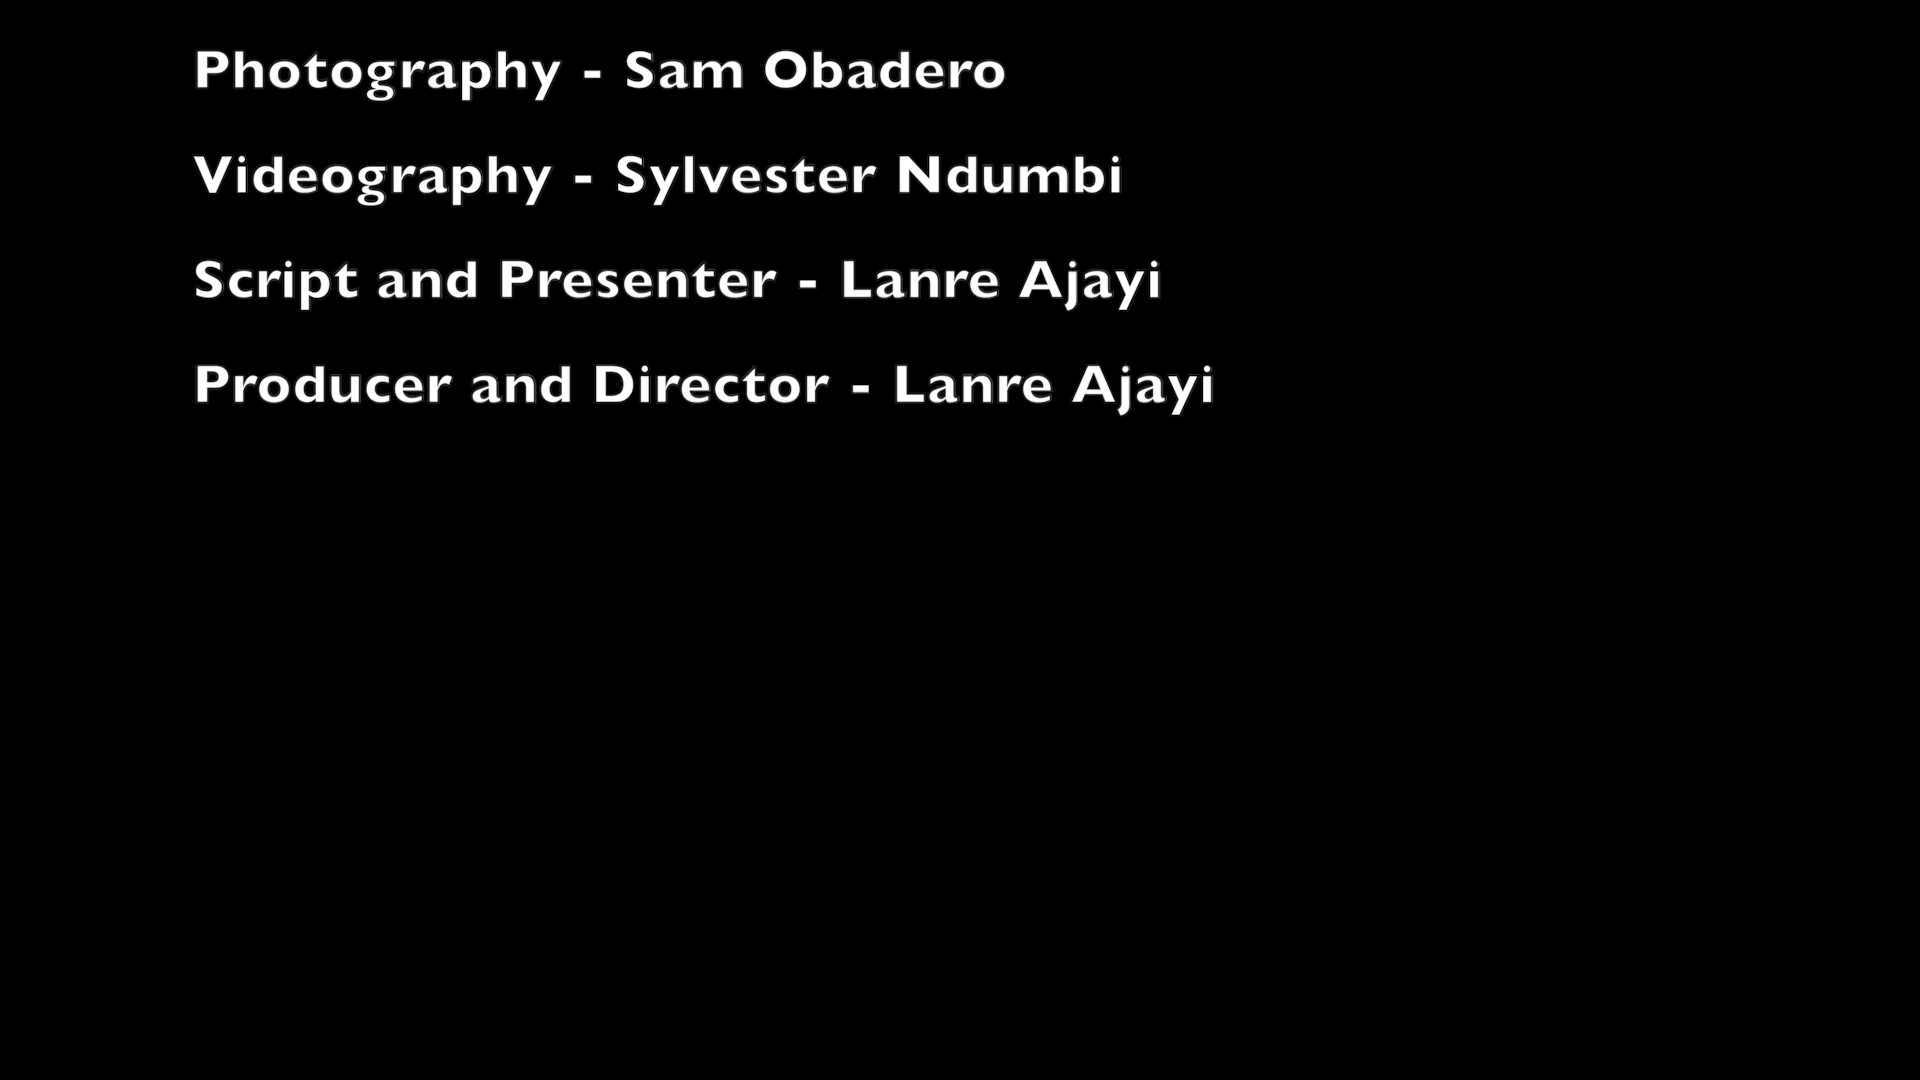 Photography - Sam Obadero
Videography - Sylvester Ndumbi
Script and Presenter - Lanre Ajayi
Producer and Director - Lanre Ajayi